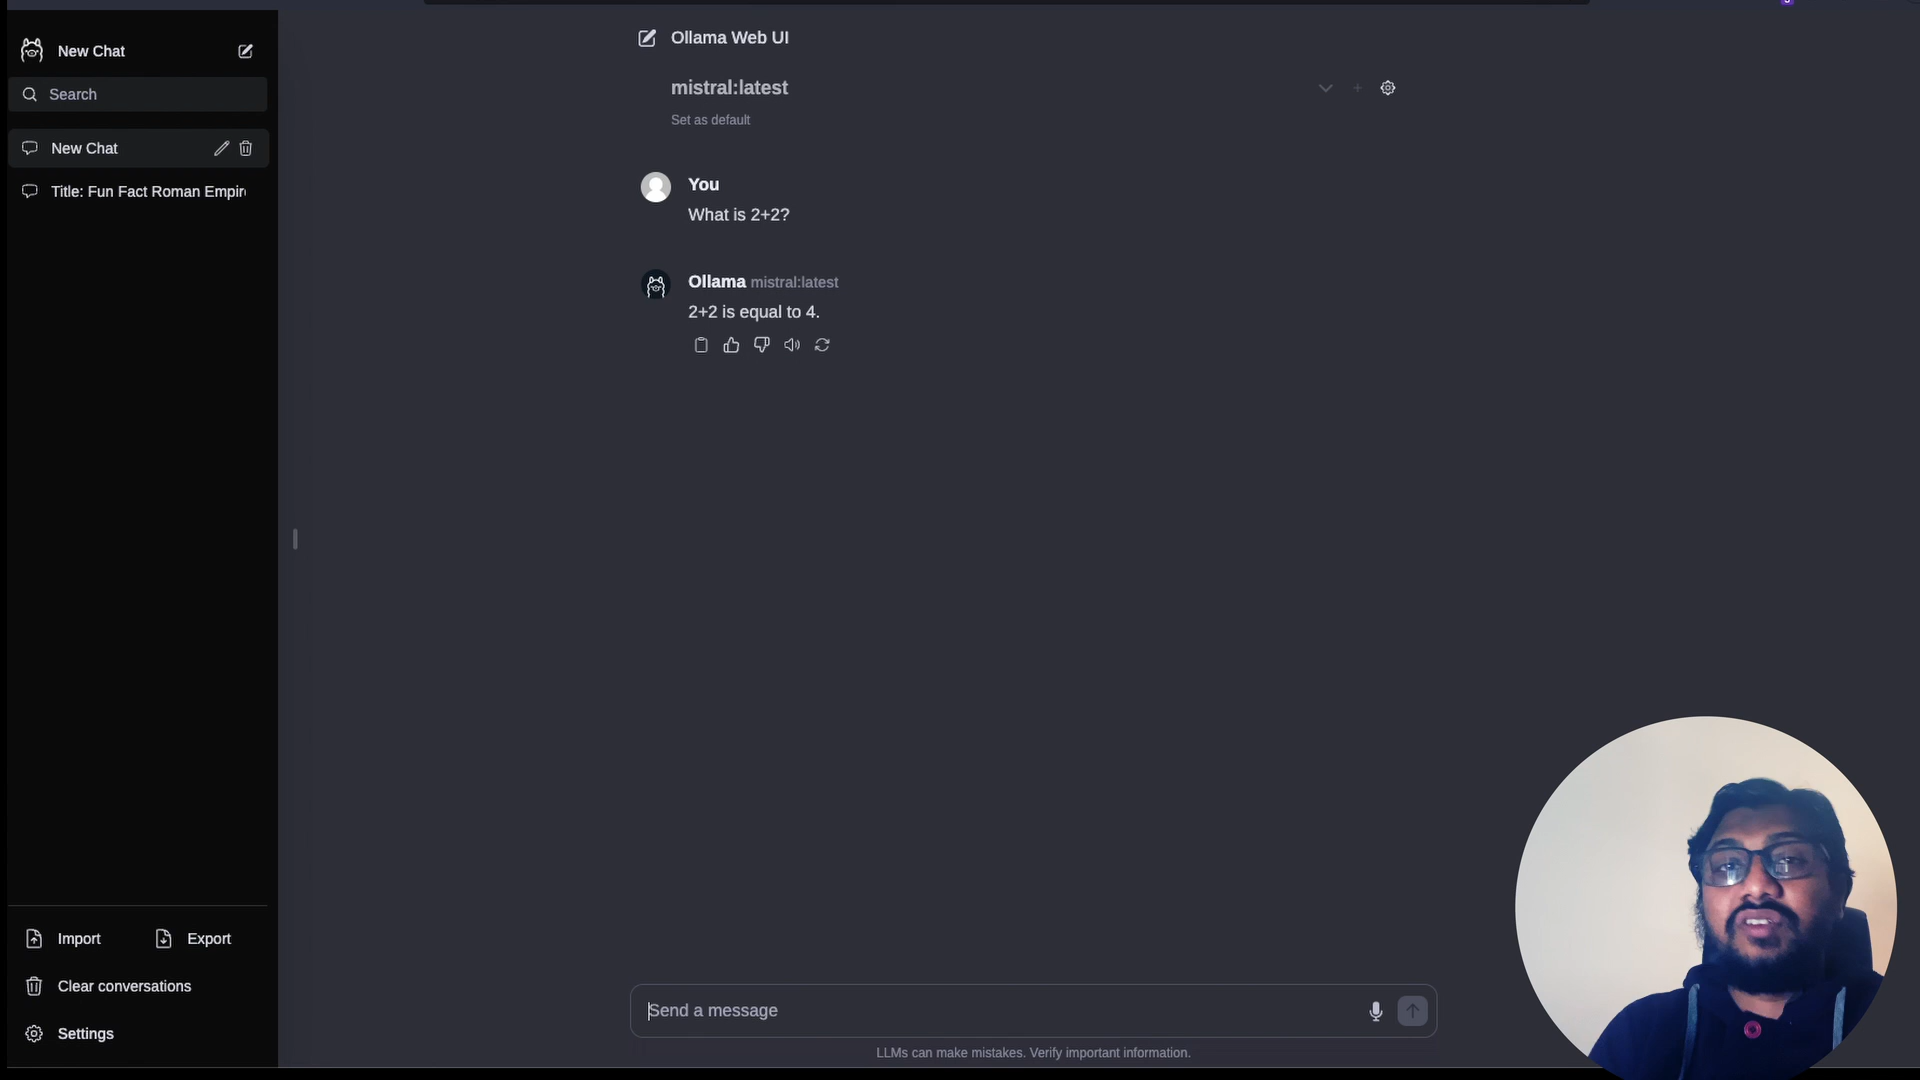 New Chat
Search
New Chat
Title: Fun Fact Roman Empir
Import
Export
Clear conversations
Settings
Ollama Web UI
mistral:latest
Set as default
You
What is 2+2?
Ollama mistral:latest
2+2 is equal to 4.
Send a message
LLMs can make mistakes. Verify important information.